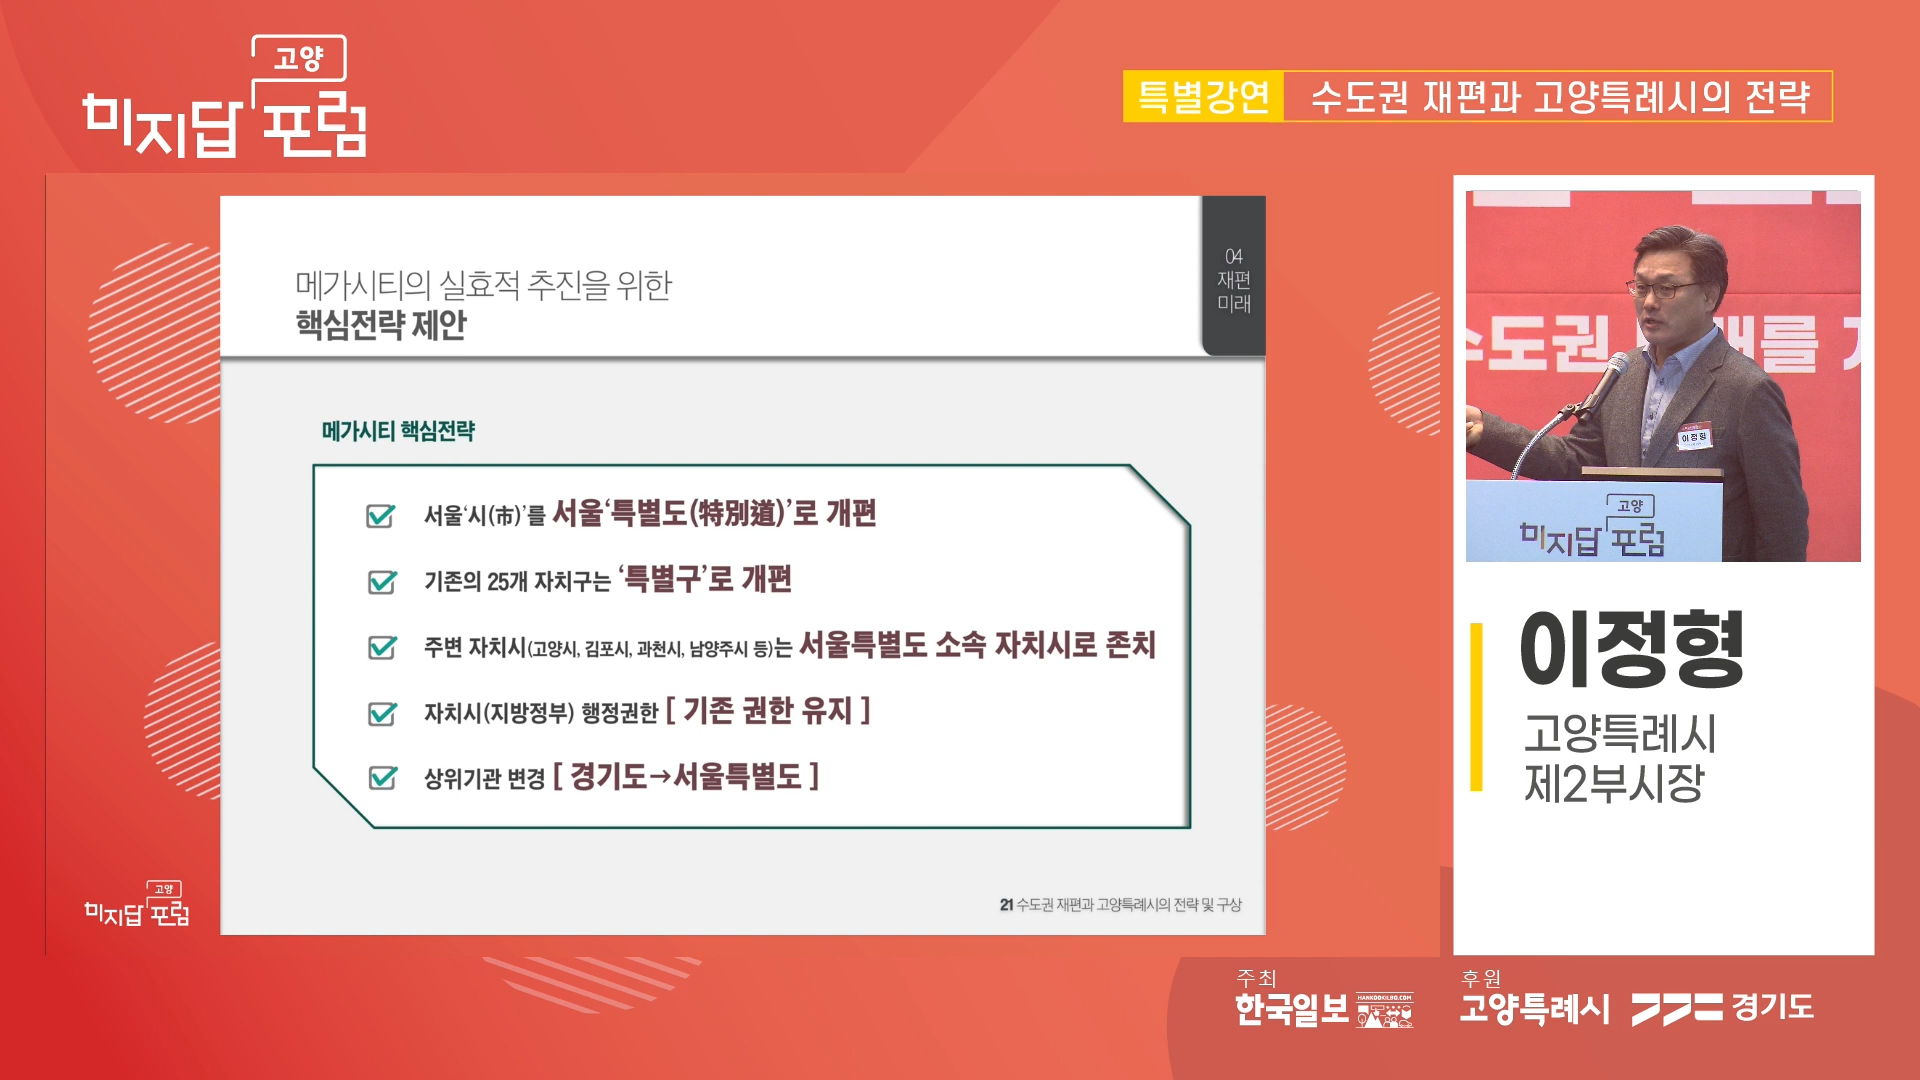 고양
미지답 포럼
특별강연 수도권 재편과 고양특례시의 전략
메가시티의 실효적 추진을 위한
핵심전략 제안
04
재편
미래
메가시티 핵심전략
서울‘시(市)’를 서울‘특별도(特別道)’로 개편
기존의 25개 자치구는 ‘특별구’로 개편
주변 자치시(고양시, 김포시, 과천시, 남양주시 등)는 서울특별도 소속 자치시로 존치
자치시(지방정부) 행정권한 [ 기존 권한 유지 ]
상위기관 변경 [ 경기도→서울특별도 ]
21 수도권 재편과 고양특례시의 전략 및 구상
고양
미지답 포럼
수도권
래를
이정형
고양
미지답 포럼
이정형
고양특례시
제2부시장
주최
한국일보 HANKOOKILBO.COM
후원
고양특례시 경기도